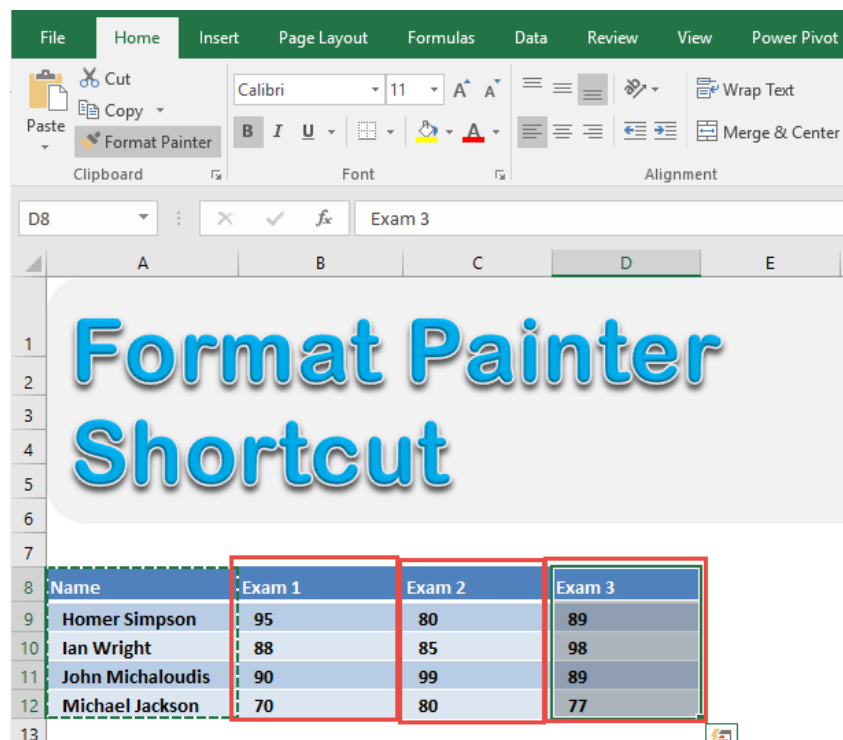 File Home Insert Page Layout Formulas Data Review View Power Pivot
Cut
Copy
Paste
Format Painter
Clipboard
Calibri 11 A A
B I U A
Font
Wrap Text
Merge & Center
Alignment
D8 fx Exam 3
A B C D E
1
2
3
4
5
6
7
Format Painter
Shortcut
8 Name Exam 1 Exam 2 Exam 3
9 Homer Simpson 95 80 89
10 Ian Wright 88 85 98
11 John Michaloudis 90 99 89
12 Michael Jackson 70 80 77
13